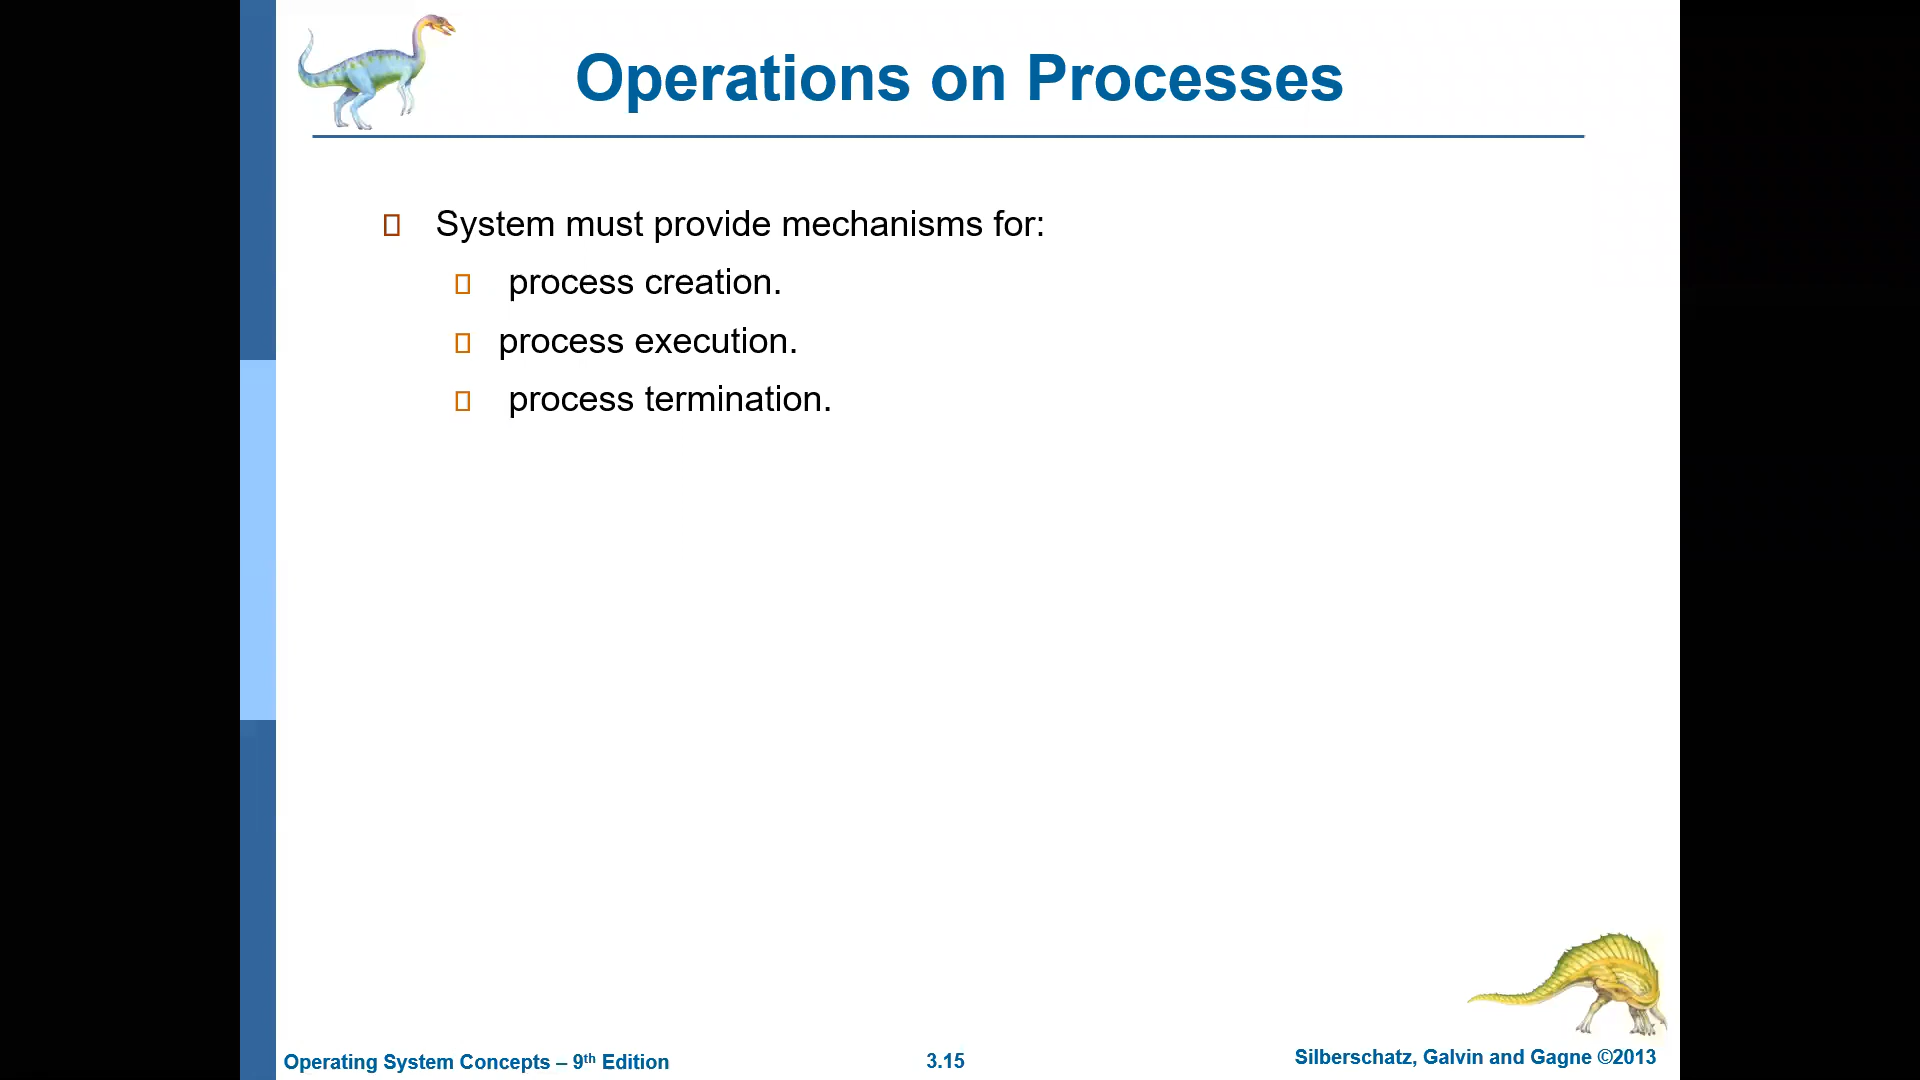 Operations on Processes
System must provide mechanisms for:
process creation.
process execution.
process termination.
Operating System Concepts – 9th Edition
3.15
Silberschatz, Galvin and Gagne ©2013